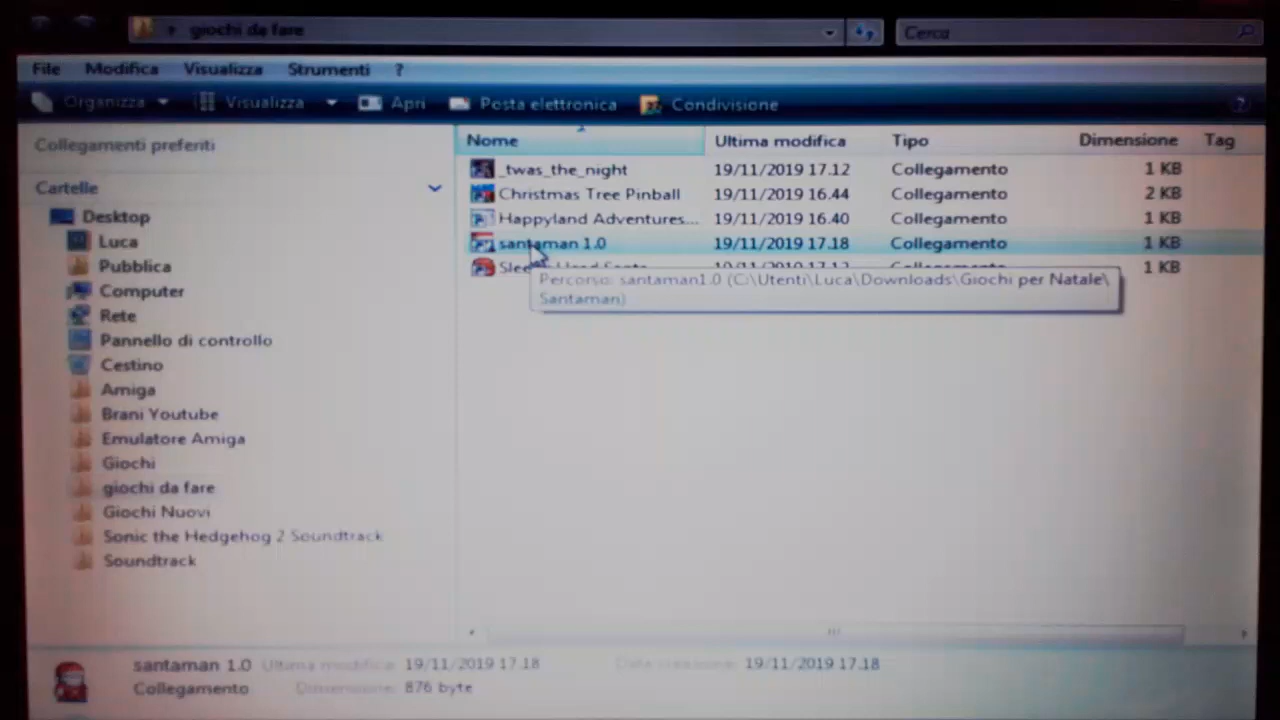 giochi da fare
Cerca
File Modifica Visualizza Strumenti ?
Organizza Visualizza Apri Posta elettronica Condivisione ?
Collegamenti preferiti
Cartelle
Desktop
Luca
Pubblica
Computer
Rete
Pannello di controllo
Cestino
Amiga
Brani Youtube
Emulatore Amiga
Giochi
giochi da fare
Giochi Nuovi
Sonic the Hedgehog 2 Soundtrack
Soundtrack
Nome Ultima modifica Tipo Dimensione Tag
_twas_the_night 19/11/2019 17.12 Collegamento 1 KB
Christmas Tree Pinball 19/11/2019 16.44 Collegamento 2 KB
Happyland Adventures... 19/11/2019 16.40 Collegamento 1 KB
santaman 1.0 19/11/2019 17.18 Collegamento 1 KB
Collegamento 1 KB
Percorso: santaman1.0 (C:\Utenti\Luca\Downloads\Giochi per Natale\
Santaman)
santaman 1.0 Ultima modifica: 19/11/2019 17.18 Data creazione: 19/11/2019 17.18
Collegamento Dimensione: 876 byte